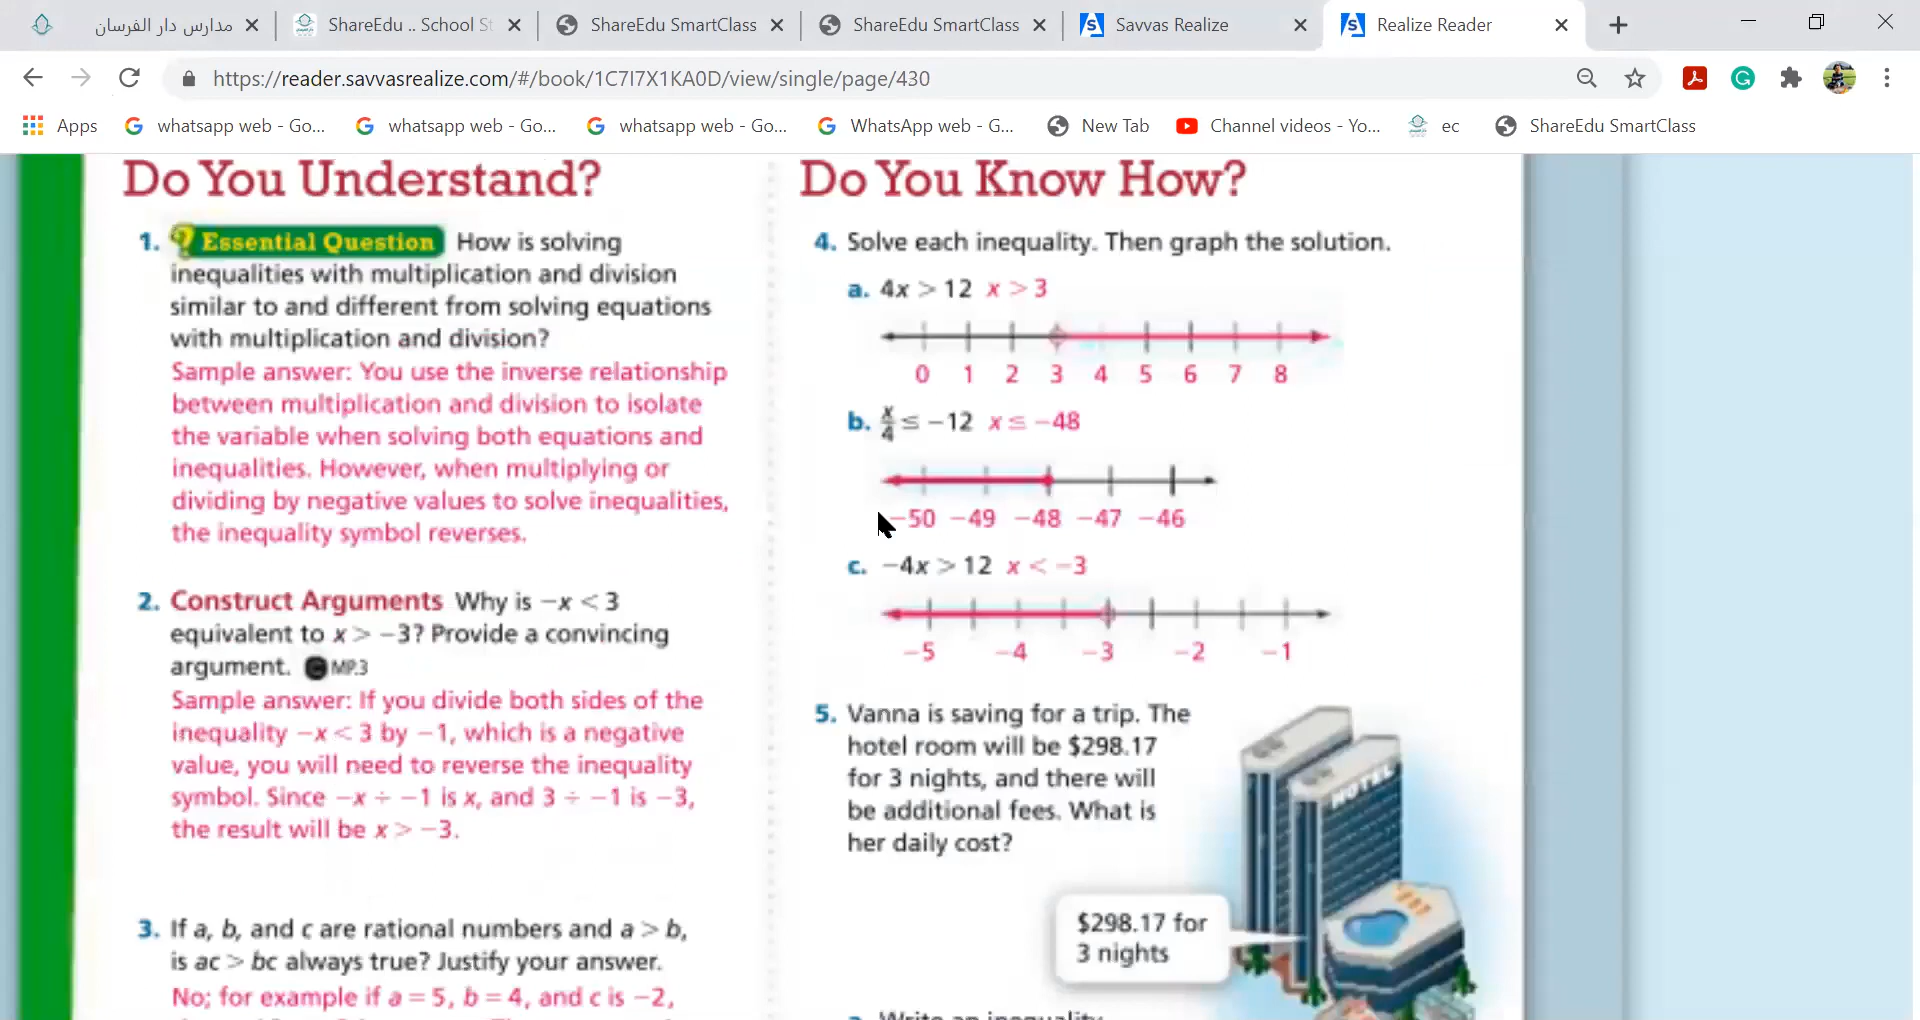 مدارس دار الفرسان
ShareEdu .. School St
ShareEdu SmartClass
ShareEdu SmartClass
Savvas Realize
Realize Reader
https://reader.savvasrealize.com/#/book/1C7I7X1KA0D/view/single/page/430
Apps
whatsapp web - Go...
whatsapp web - Go...
whatsapp web - Go...
WhatsApp web - G...
New Tab
Channel videos - Yo...
ec
ShareEdu SmartClass
Do You Understand?
1. ? Essential Question How is solving
inequalities with multiplication and division
similar to and different from solving equations
with multiplication and division?
Sample answer: You use the inverse relationship
between multiplication and division to isolate
the variable when solving both equations and
inequalities. However, when multiplying or
dividing by negative values to solve inequalities,
the inequality symbol reverses.
2. Construct Arguments Why is −x < 3
equivalent to x > −3? Provide a convincing
argument. C MP.3
Sample answer: If you divide both sides of the
inequality −x < 3 by −1, which is a negative
value, you will need to reverse the inequality
symbol. Since −x ÷ −1 is x, and 3 ÷ −1 is −3,
the result will be x > −3.
3. If a, b, and c are rational numbers and a > b,
is ac > bc always true? Justify your answer.
No; for example if a = 5, b = 4, and c is −2,
Do You Know How?
4. Solve each inequality. Then graph the solution.
a. 4x > 12 x > 3
0 1 2 3 4 5 6 7 8
b. x/4 ≤ −12 x ≤ −48
−50 −49 −48 −47 −46
c. −4x > 12 x < −3
−5 −4 −3 −2 −1
5. Vanna is saving for a trip. The
hotel room will be $298.17
for 3 nights, and there will
be additional fees. What is
her daily cost?
HOTEL
$298.17 for
3 nights
a. Write an inequality